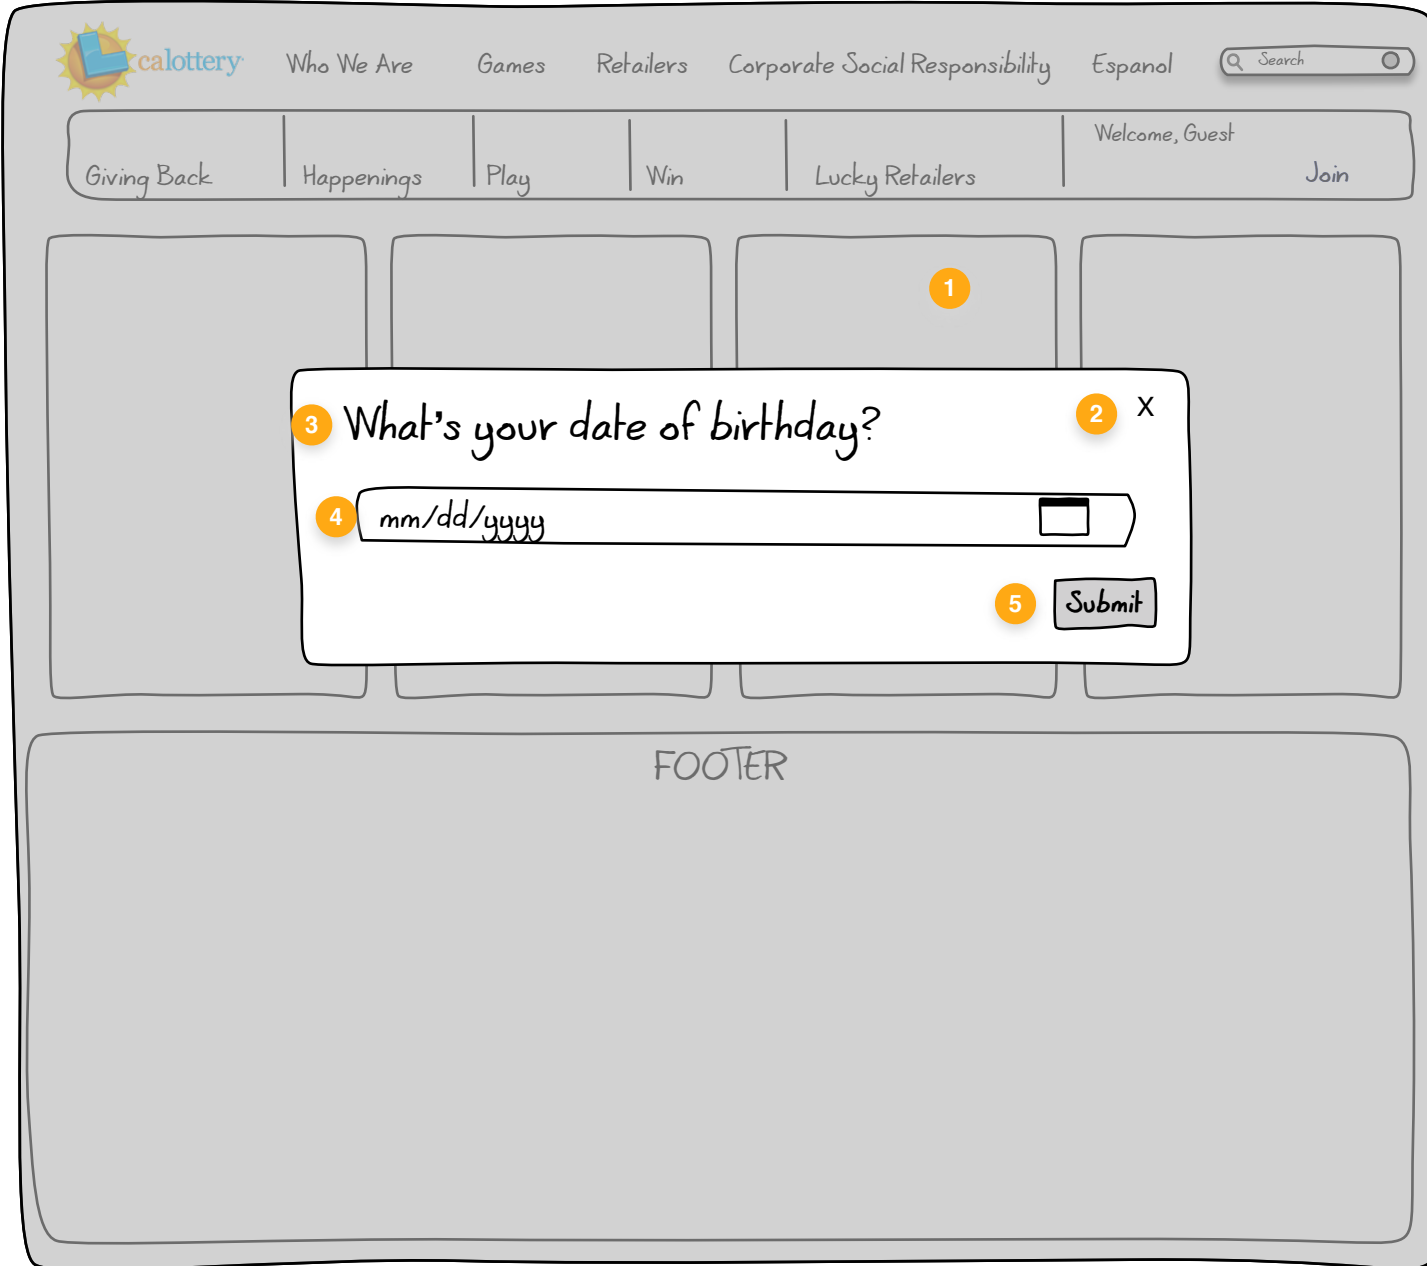 calottery
Who We Are
Games
Retailers
Corporate Social Responsibility
Espanol
Search
Welcome, Guest
Giving Back
Happenings
Play
Win
Lucky Retailers
Join
1
2
X
3
What's your date of birthday?
4
mm/dd/yyyy
5
Submit
FOOTER